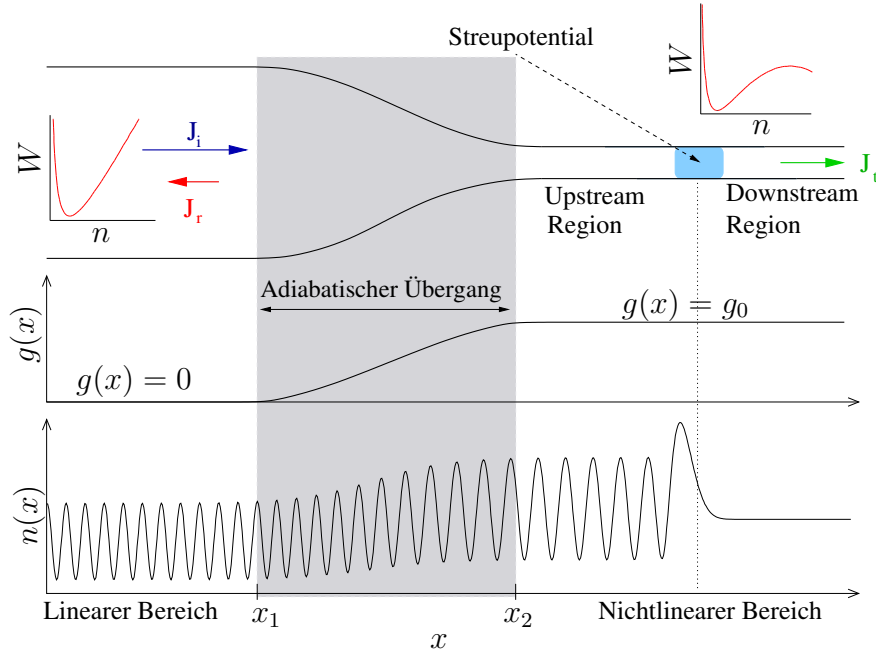 Streupotential
W
n
W
n
J_i
J_r
J_t
Upstream
Region
Downstream
Region
Adiabatischer Übergang
g(x)
g(x) = 0
g(x) = g_0
n(x)
Linearer Bereich
x_1
x_2
Nichtlinearer Bereich
x